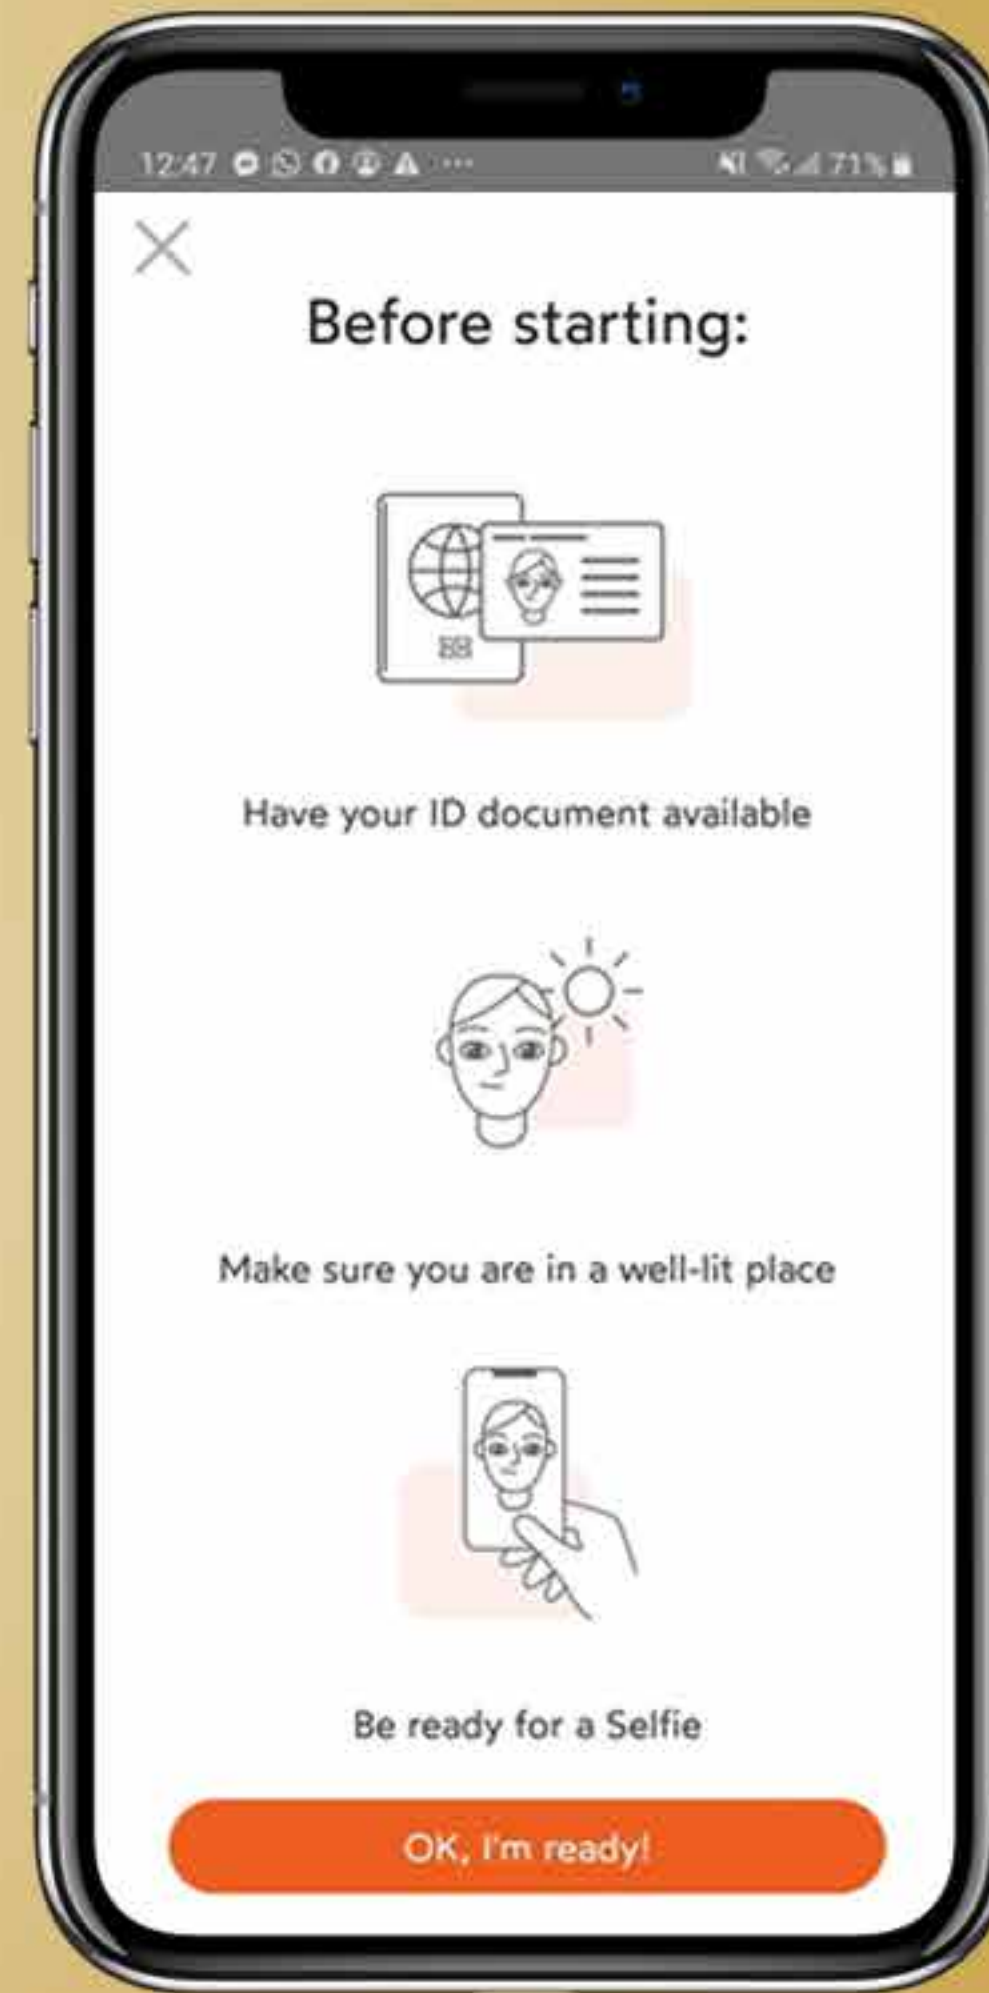 12:47 71%
Before starting:
Have your ID document available
Make sure you are in a well-lit place
Be ready for a Selfie
OK, I'm ready!